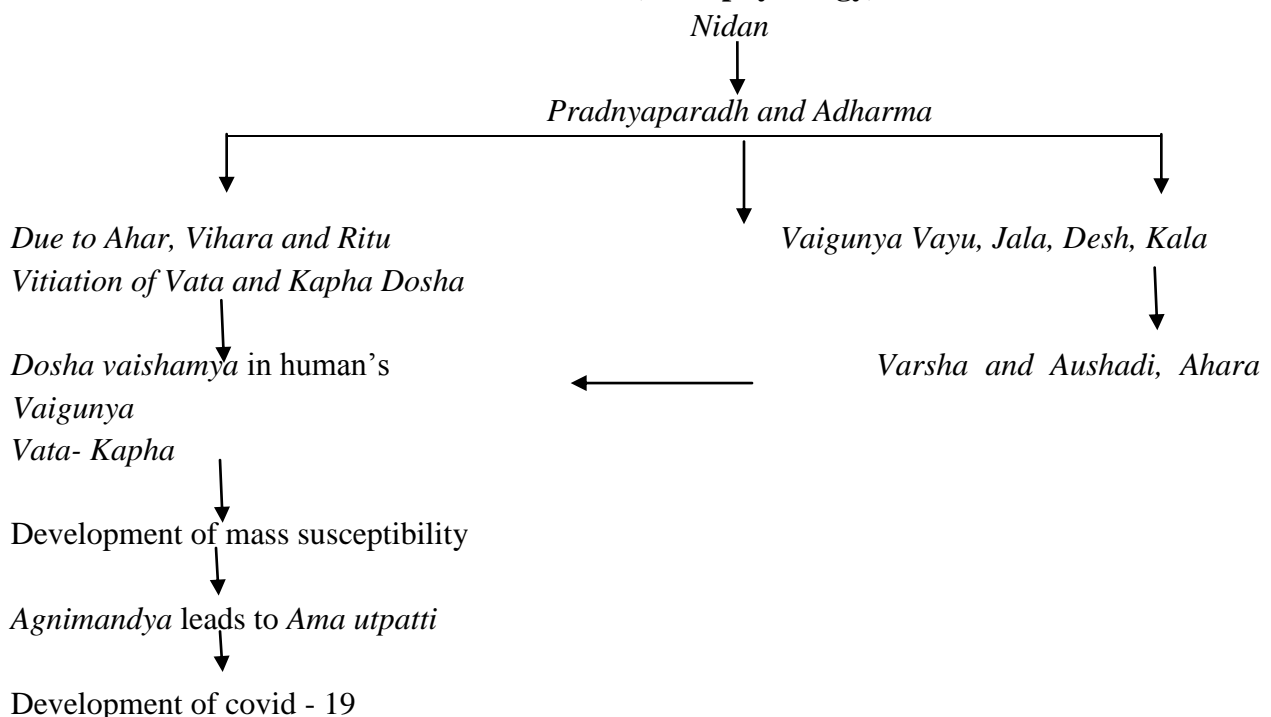 Nidan
Pradnyaparadh and Adharma
Due to Ahar, Vihara and Ritu
Vitiation of Vata and Kapha Dosha
Vaigunya Vayu, Jala, Desh, Kala
Dosha vaishamya in human's
Vaigunya
Vata- Kapha
Varsha and Aushadi, Ahara
Development of mass susceptibility
Agnimandya leads to Ama utpatti
Development of covid - 19